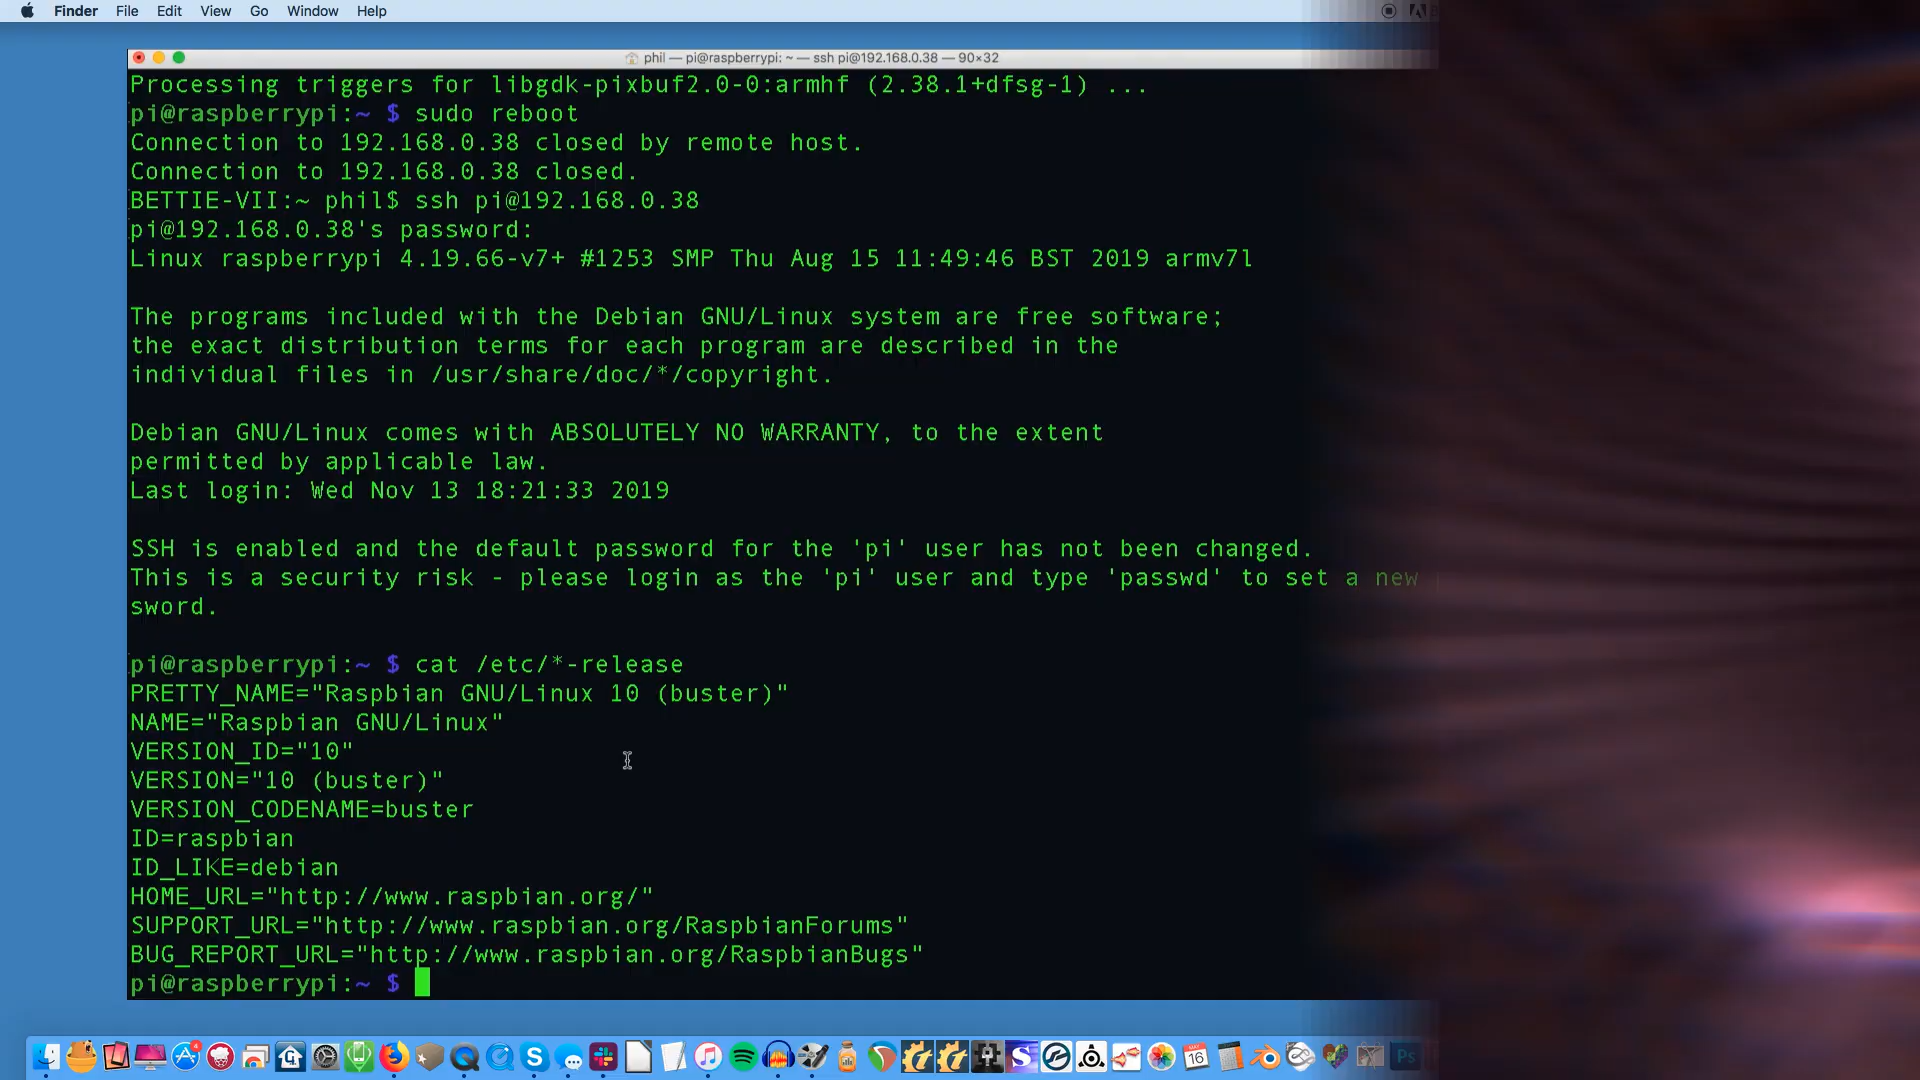 Finder File Edit View Go Window Help
phil — pi@raspberrypi: ~ — ssh pi@192.168.0.38 — 90×32
Processing triggers for libgdk-pixbuf2.0-0:armhf (2.38.1+dfsg-1) ...
pi@raspberrypi:~ $ sudo reboot
Connection to 192.168.0.38 closed by remote host.
Connection to 192.168.0.38 closed.
BETTIE-VII:~ phil$ ssh pi@192.168.0.38
pi@192.168.0.38's password:
Linux raspberrypi 4.19.66-v7+ #1253 SMP Thu Aug 15 11:49:46 BST 2019 armv7l
The programs included with the Debian GNU/Linux system are free software;
the exact distribution terms for each program are described in the
individual files in /usr/share/doc/*/copyright.
Debian GNU/Linux comes with ABSOLUTELY NO WARRANTY, to the extent
permitted by applicable law.
Last login: Wed Nov 13 18:21:33 2019
SSH is enabled and the default password for the 'pi' user has not been changed.
This is a security risk - please login as the 'pi' user and type 'passwd' to set a new
sword.
pi@raspberrypi:~ $ cat /etc/*-release
PRETTY_NAME="Raspbian GNU/Linux 10 (buster)"
NAME="Raspbian GNU/Linux"
VERSION_ID="10"
VERSION="10 (buster)"
VERSION_CODENAME=buster
ID=raspbian
ID_LIKE=debian
HOME_URL="http://www.raspbian.org/"
SUPPORT_URL="http://www.raspbian.org/RaspbianForums"
BUG_REPORT_URL="http://www.raspbian.org/RaspbianBugs"
pi@raspberrypi:~ $
MAY
16
Ps